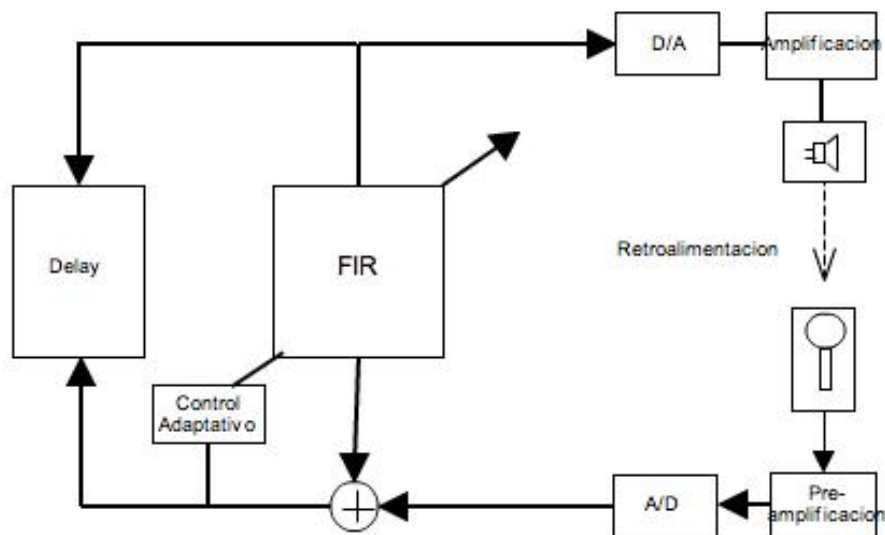 D/A
Amplificacion
Delay
FIR
Retroalimentacion
Control
Adaptativo
A/D
Pre-
amplificacion